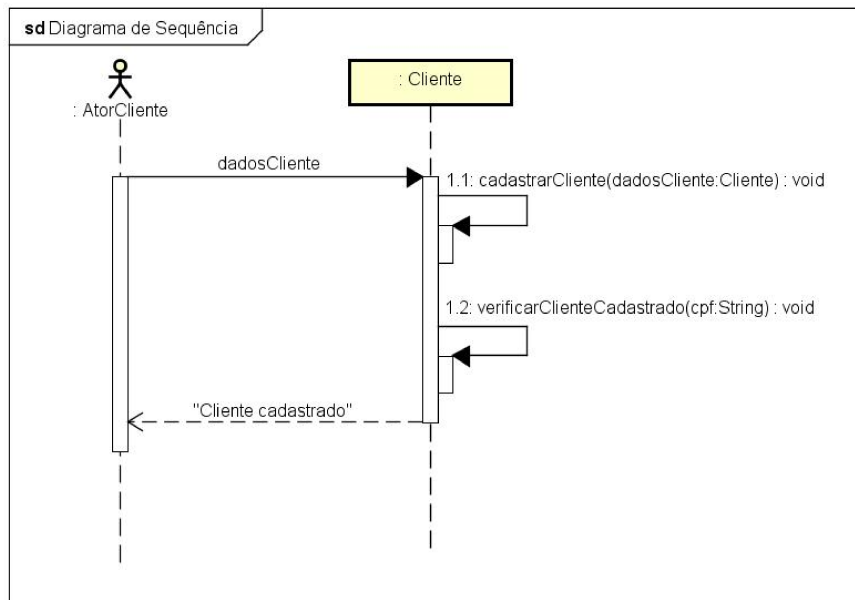 sd Diagrama de Sequência
: AtorCliente
: Cliente
dadosCliente
1.1: cadastrarCliente(dadosCliente:Cliente) : void
1.2: verificarClienteCadastrado(cpf:String) : void
"Cliente cadastrado"